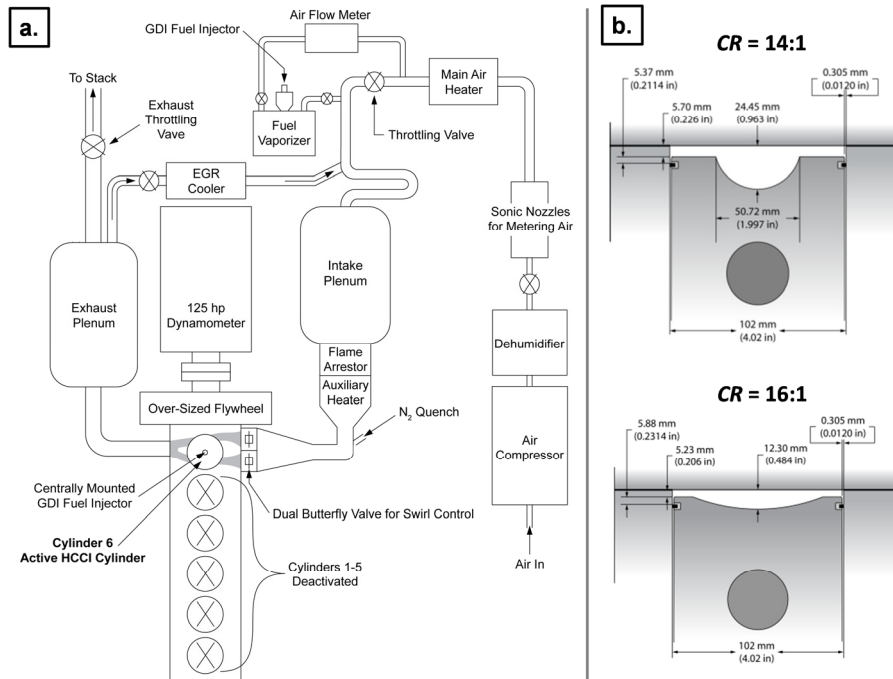 a.
Air Flow Meter
GDI Fuel Injector
To Stack
Exhaust
Throttling
Vave
Fuel
Vaporizer
Main Air
Heater
Throttling Valve
EGR
Cooler
Sonic Nozzles
for Metering Air
Exhaust
Plenum
125 hp
Dynamometer
Intake
Plenum
Flame
Arrestor
Auxiliary
Heater
Dehumidifier
Over-Sized Flywheel
N2 Quench
Air
Compressor
Centrally Mounted
GDI Fuel Injector
Dual Butterfly Valve for Swirl Control
Cylinder 6
Active HCCI Cylinder
Cylinders 1-5
Deactivated
Air In
b.
CR = 14:1
5.37 mm
(0.2114 in)
0.305 mm
(0.0120 in)
5.70 mm
(0.226 in)
24.45 mm
(0.963 in)
50.72 mm
(1.997 in)
102 mm
(4.02 in)
CR = 16:1
5.88 mm
(0.2314 in)
0.305 mm
(0.0120 in)
5.23 mm
(0.206 in)
12.30 mm
(0.484 in)
102 mm
(4.02 in)